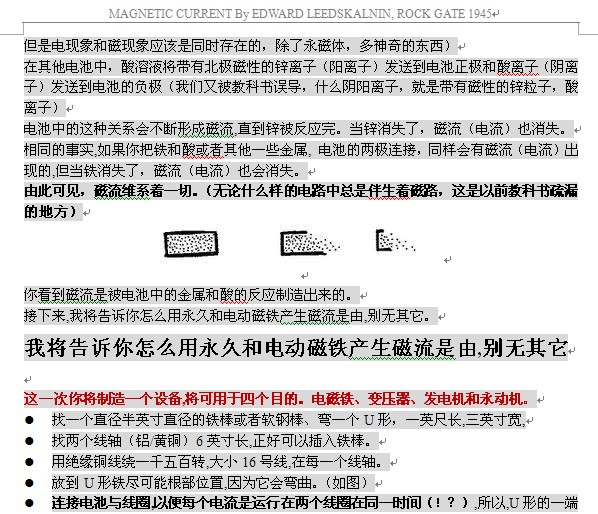 MAGNETIC CURRENT By EDWARD LEEDSKALNIN, ROCK GATE 1945
但是电现象和磁现象应该是同时存在的，除了永磁体，多神奇的东西）
在其他电池中，酸溶液将带有北极磁性的锌离子（阳离子）发送到电池正极和酸离子（阴离
子）发送到电池的负极（我们又被教科书误导，什么阴阳离子，就是带有磁性的锌粒子，酸
离子）
电池中的这种关系会不断形成磁流,直到锌被反应完。当锌消失了，磁流（电流）也消失。
相同的事实,如果你把铁和酸或者其他一些金属, 电池的两极连接，同样会有磁流（电流）出
现的,但当铁消失了，磁流（电流）也会消失。
由此可见，磁流维系着一切。（无论什么样的电路中总是伴生着磁路，这是以前教科书疏漏
的地方）
你看到磁流是被电池中的金属和酸的反应制造出来的。
接下来,我将告诉你怎么用永久和电动磁铁产生磁流是由,别无其它。
我将告诉你怎么用永久和电动磁铁产生磁流是由,别无其它
这一次你将制造一个设备,将可用于四个目的。电磁铁、变压器、发电机和永动机。
● 找一个直径半英寸直径的铁棒或者软钢棒、弯一个 U 形，一英尺长,三英寸宽,
● 找两个线轴（铝/黄铜）6 英寸长,正好可以插入铁棒。
● 用绝缘铜线绕一千五百转,大小 16 号线,在每一个线轴。
● 放到 U 形铁尽可能根部位置,因为它会弯曲。（如图）
● 连接电池与线圈,以便每个电流是运行在两个线圈在同一时间（！？）,所以,U 形的一端